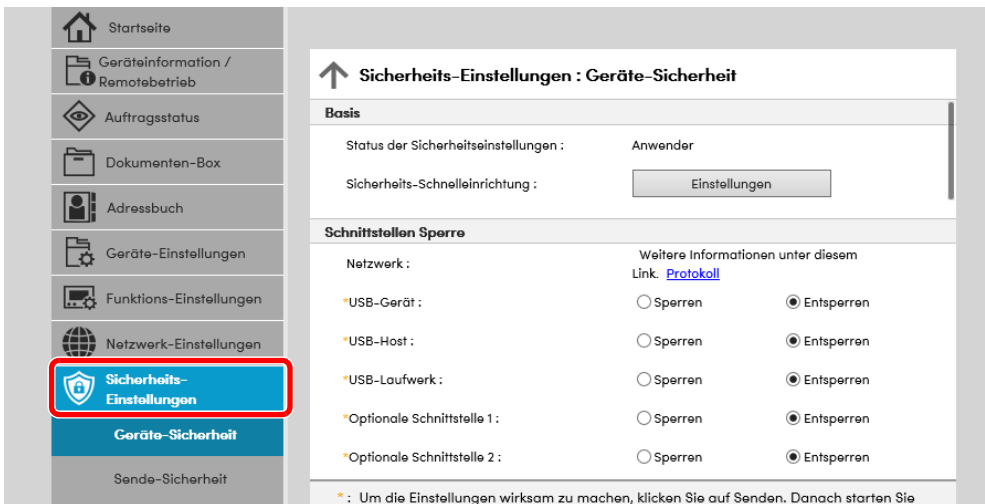 Startseite
Geräteinformation /
Remotebetrieb
Auftragsstatus
Dokumenten-Box
Adressbuch
Geräte-Einstellungen
Funktions-Einstellungen
Netzwerk-Einstellungen
Sicherheits-
Einstellungen
Geräte-Sicherheit
Sende-Sicherheit
Sicherheits-Einstellungen : Geräte-Sicherheit
Basis
Status der Sicherheitseinstellungen : Anwender
Sicherheits-Schnelleinrichtung : Einstellungen
Schnittstellen Sperre
Netzwerk : Weitere Informationen unter diesem
Link. Protokoll
*USB-Gerät : Sperren Entsperren
*USB-Host : Sperren Entsperren
*USB-Laufwerk : Sperren Entsperren
*Optionale Schnittstelle 1 : Sperren Entsperren
*Optionale Schnittstelle 2 : Sperren Entsperren
* : Um die Einstellungen wirksam zu machen, klicken Sie auf Senden. Danach starten Sie